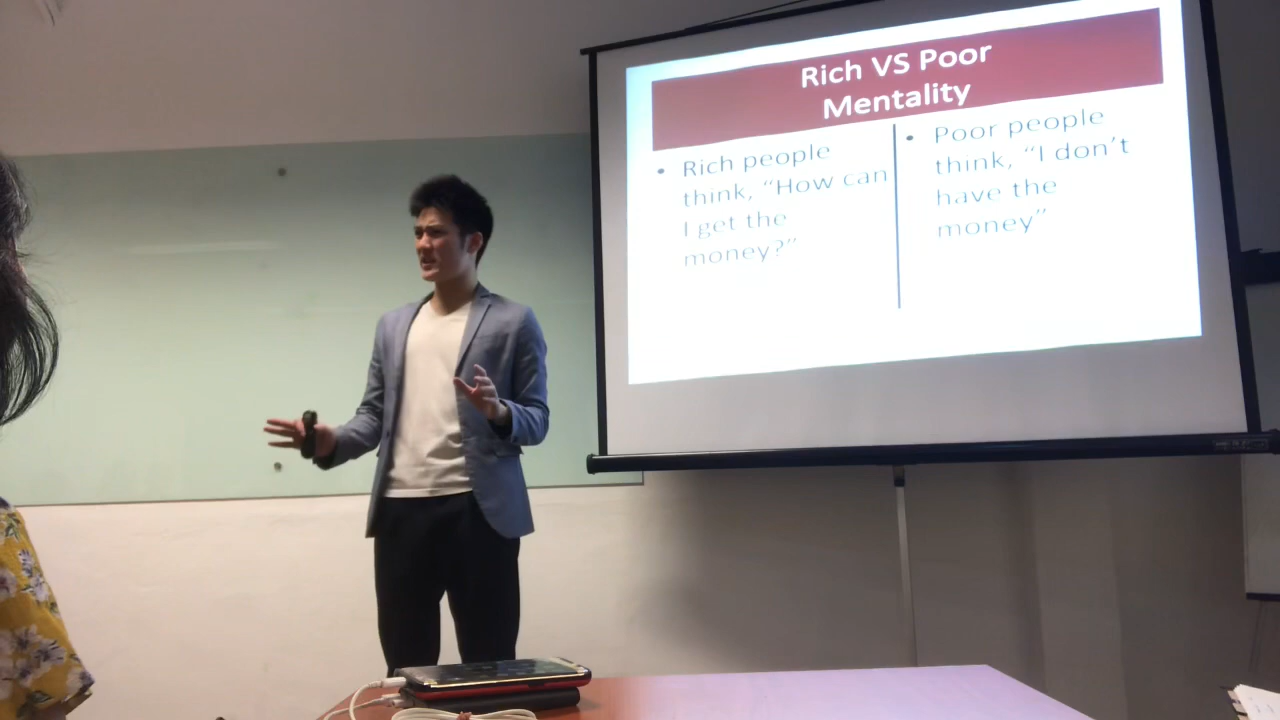 Rich VS Poor
Mentality
• Rich people
think, “How can
I get the
money?”
• Poor people
think, “I don’t
have the
money”